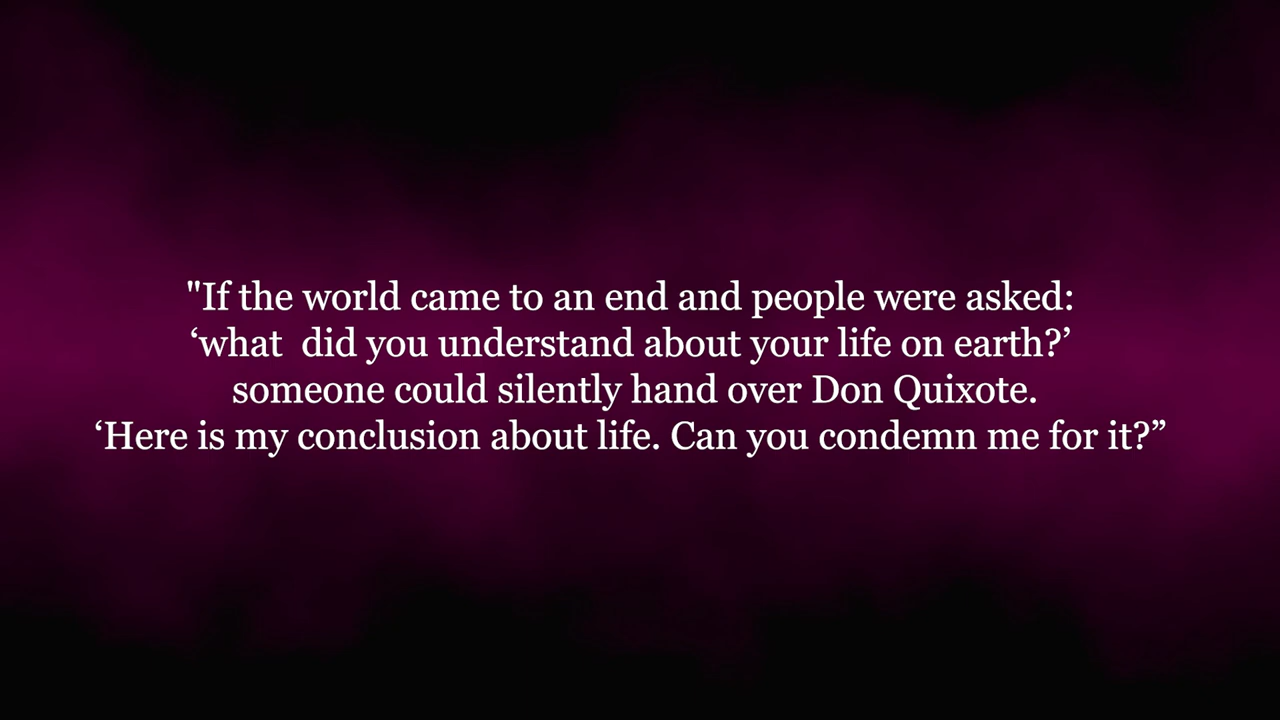 "If the world came to an end and people were asked:
‘what  did you understand about your life on earth?’
someone could silently hand over Don Quixote.
‘Here is my conclusion about life. Can you condemn me for it?”